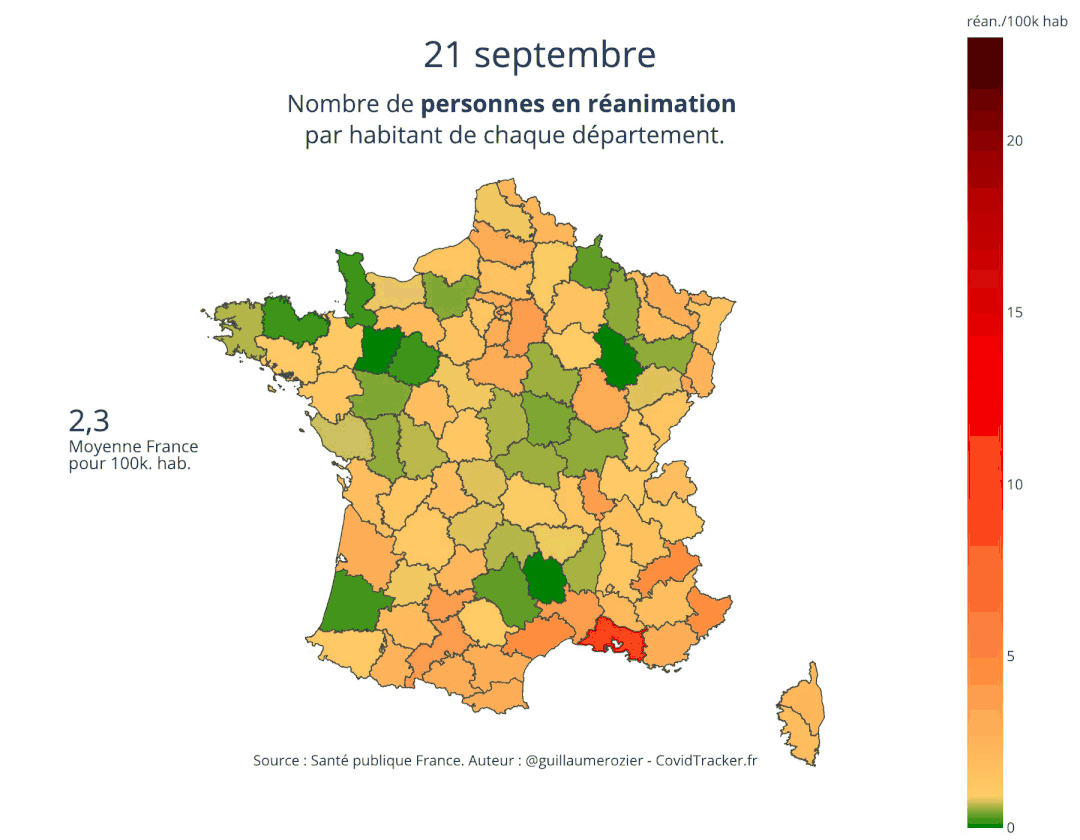 réan./100k hab
21 septembre
Nombre de personnes en réanimation
par habitant de chaque département.
20
15
2,3
Moyenne France
pour 100k. hab.
10
5
Source : Santé publique France. Auteur : @guillaumerozier - CovidTracker.fr
0